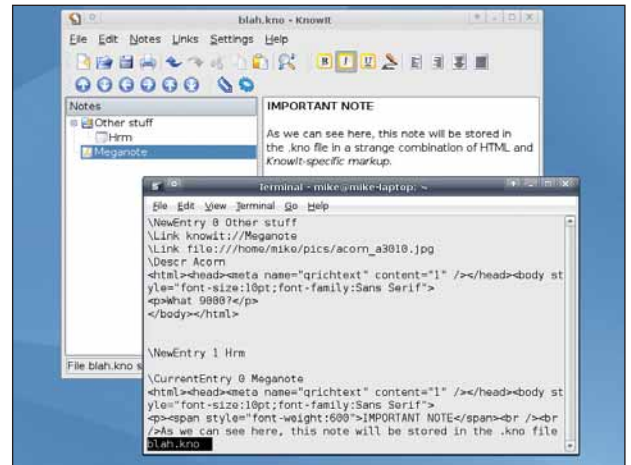 blah.kno - KnowIt
File Edit Notes Links Settings Help
B I U
Notes
Other stuff
Hrm
Meganote
IMPORTANT NOTE
As we can see here, this note will be stored in
the .kno file in a strange combination of HTML and
KnowIt-specific markup.
File blah.kno s
Terminal - mike@mike-laptop: ~
File Edit View Terminal Go Help
\NewEntry 0 Other stuff
\Link knowit://Meganote
\Link file:///home/mike/pics/acorn_a3010.jpg
\Descr Acorn
<html><head><meta name="qrichtext" content="1" /></head><body st
yle="font-size:10pt;font-family:Sans Serif">
<p>What 9000?</p>
</body></html>
\NewEntry 1 Hrm
\CurrentEntry 0 Meganote
<html><head><meta name="qrichtext" content="1" /></head><body st
yle="font-size:10pt;font-family:Sans Serif">
<p><span style="font-weight:600">IMPORTANT NOTE</span><br /><br
/>As we can see here, this note will be stored in the .kno file
blah.kno